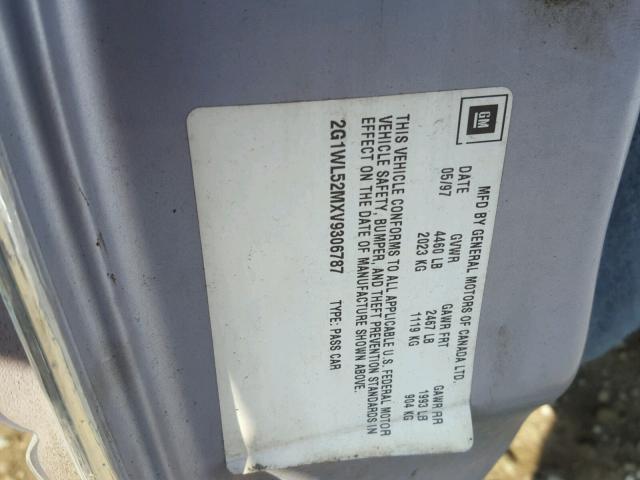 GM
MFD BY GENERAL MOTORS OF CANADA LTD.
DATE GVWR GAWR FRT GAWR RR
05/97 4460 LB 2467 LB 1993 LB
2023 KG 1119 KG 904 KG
THIS VEHICLE CONFORMS TO ALL APPLICABLE U.S. FEDERAL MOTOR
VEHICLE SAFETY, BUMPER, AND THEFT PREVENTION STANDARDS IN
EFFECT ON THE DATE OF MANUFACTURE SHOWN ABOVE.
2G1WL52MXV9306787 TYPE: PASS CAR